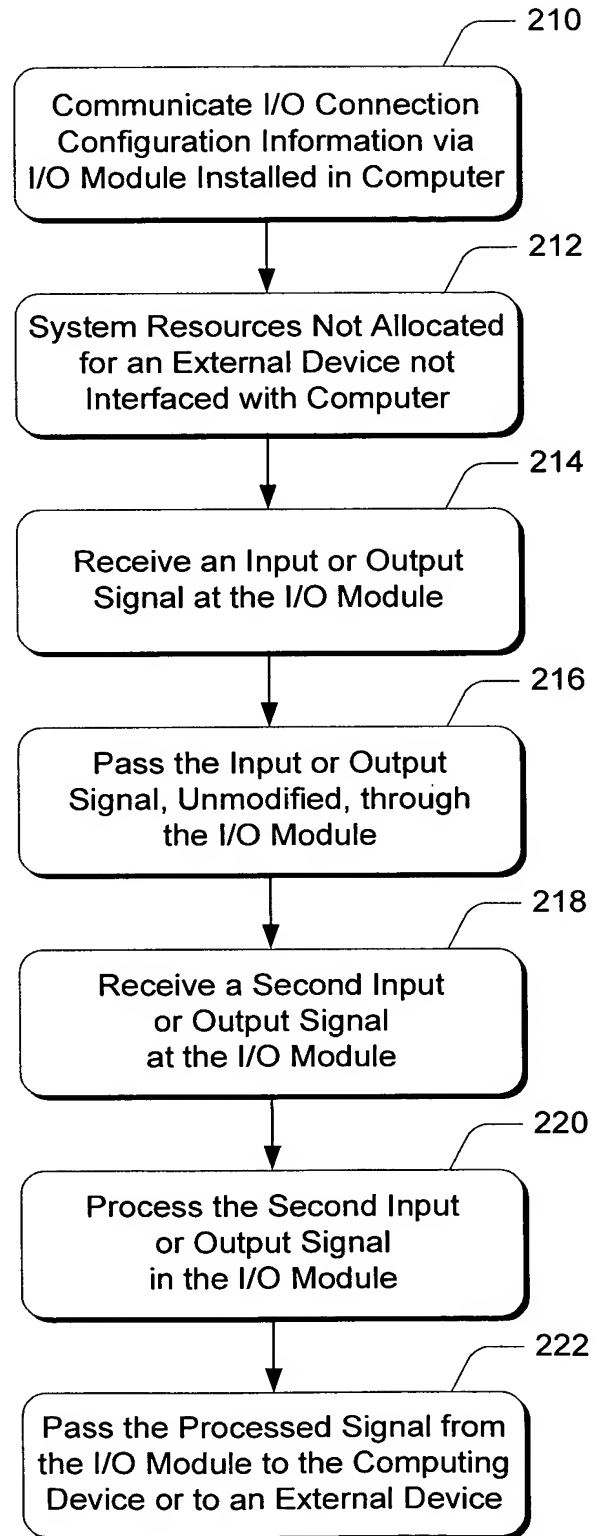 210
Communicate I/O Connection
Configuration Information via
I/O Module Installed in Computer
212
System Resources Not Allocated
for an External Device not
Interfaced with Computer
214
Receive an Input or Output
Signal at the I/O Module
216
Pass the Input or Output
Signal, Unmodified, through
the I/O Module
218
Receive a Second Input
or Output Signal
at the I/O Module
220
Process the Second Input
or Output Signal
in the I/O Module
222
Pass the Processed Signal from
the I/O Module to the Computing
Device or to an External Device